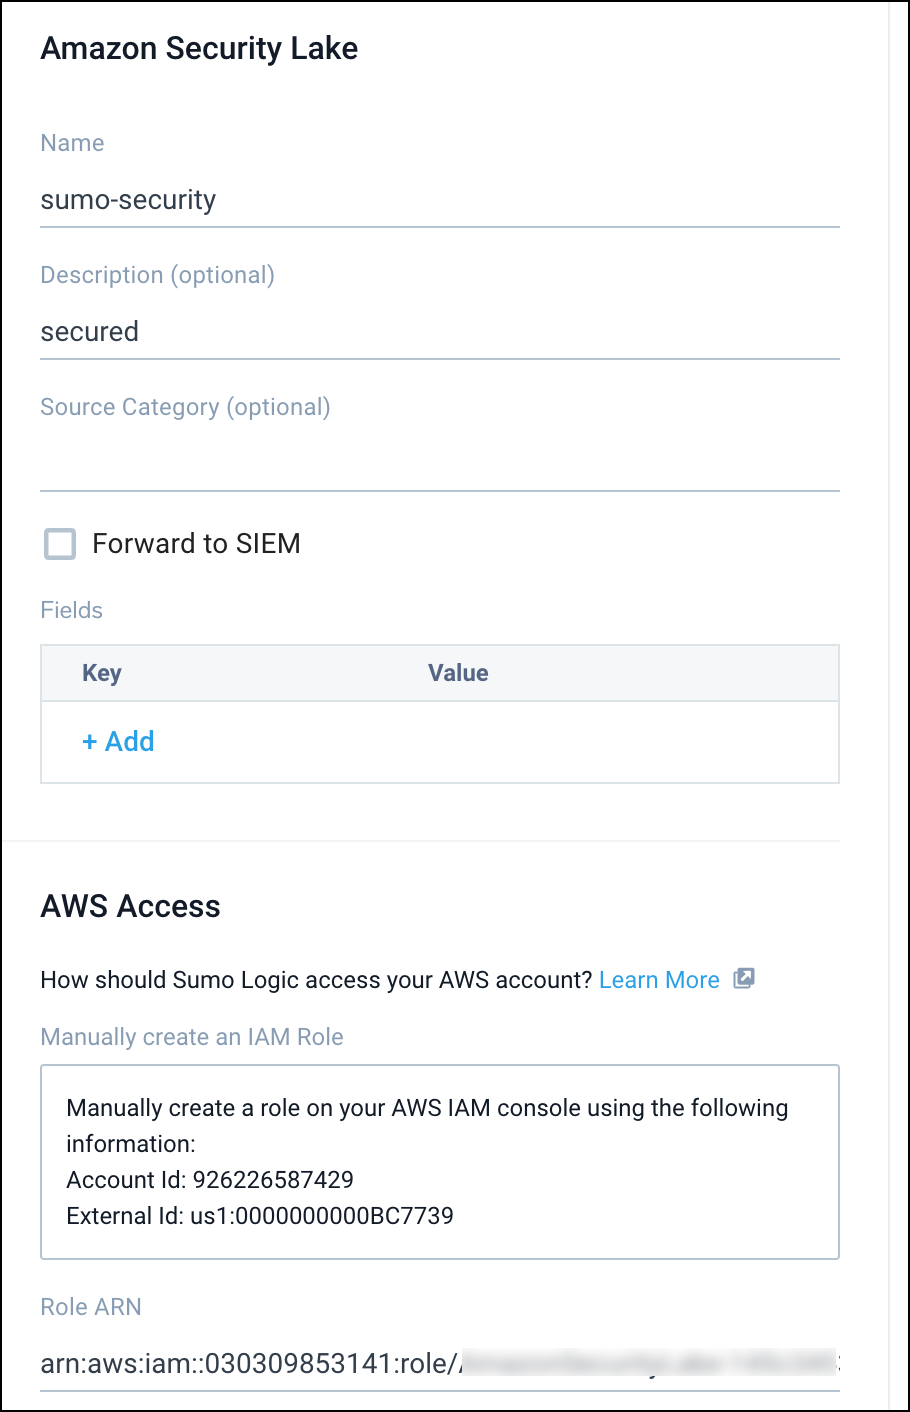 Amazon Security Lake
Name
sumo-security
Description (optional)
secured
Source Category (optional)
Forward to SIEM
Fields
Key Value
+ Add
AWS Access
How should Sumo Logic access your AWS account? Learn More
Manually create an IAM Role
Manually create a role on your AWS IAM console using the following
information:
Account Id: 926226587429
External Id: us1:0000000000BC7739
Role ARN
arn:aws:iam::030309853141:role/